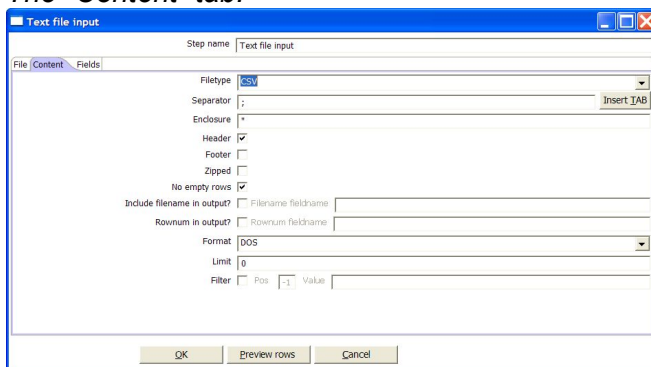 The "Content" tab:
Text file input
Step name Text file input
File Content Fields
Filetype CSV
Separator ; Insert TAB
Enclosure "
Header
Footer
Zipped
No empty rows
Include filename in output? Filename fieldname
Rownum in output? Rownum fieldname
Format DOS
Limit 0
Filter Pos -1 Value
OK Preview rows Cancel